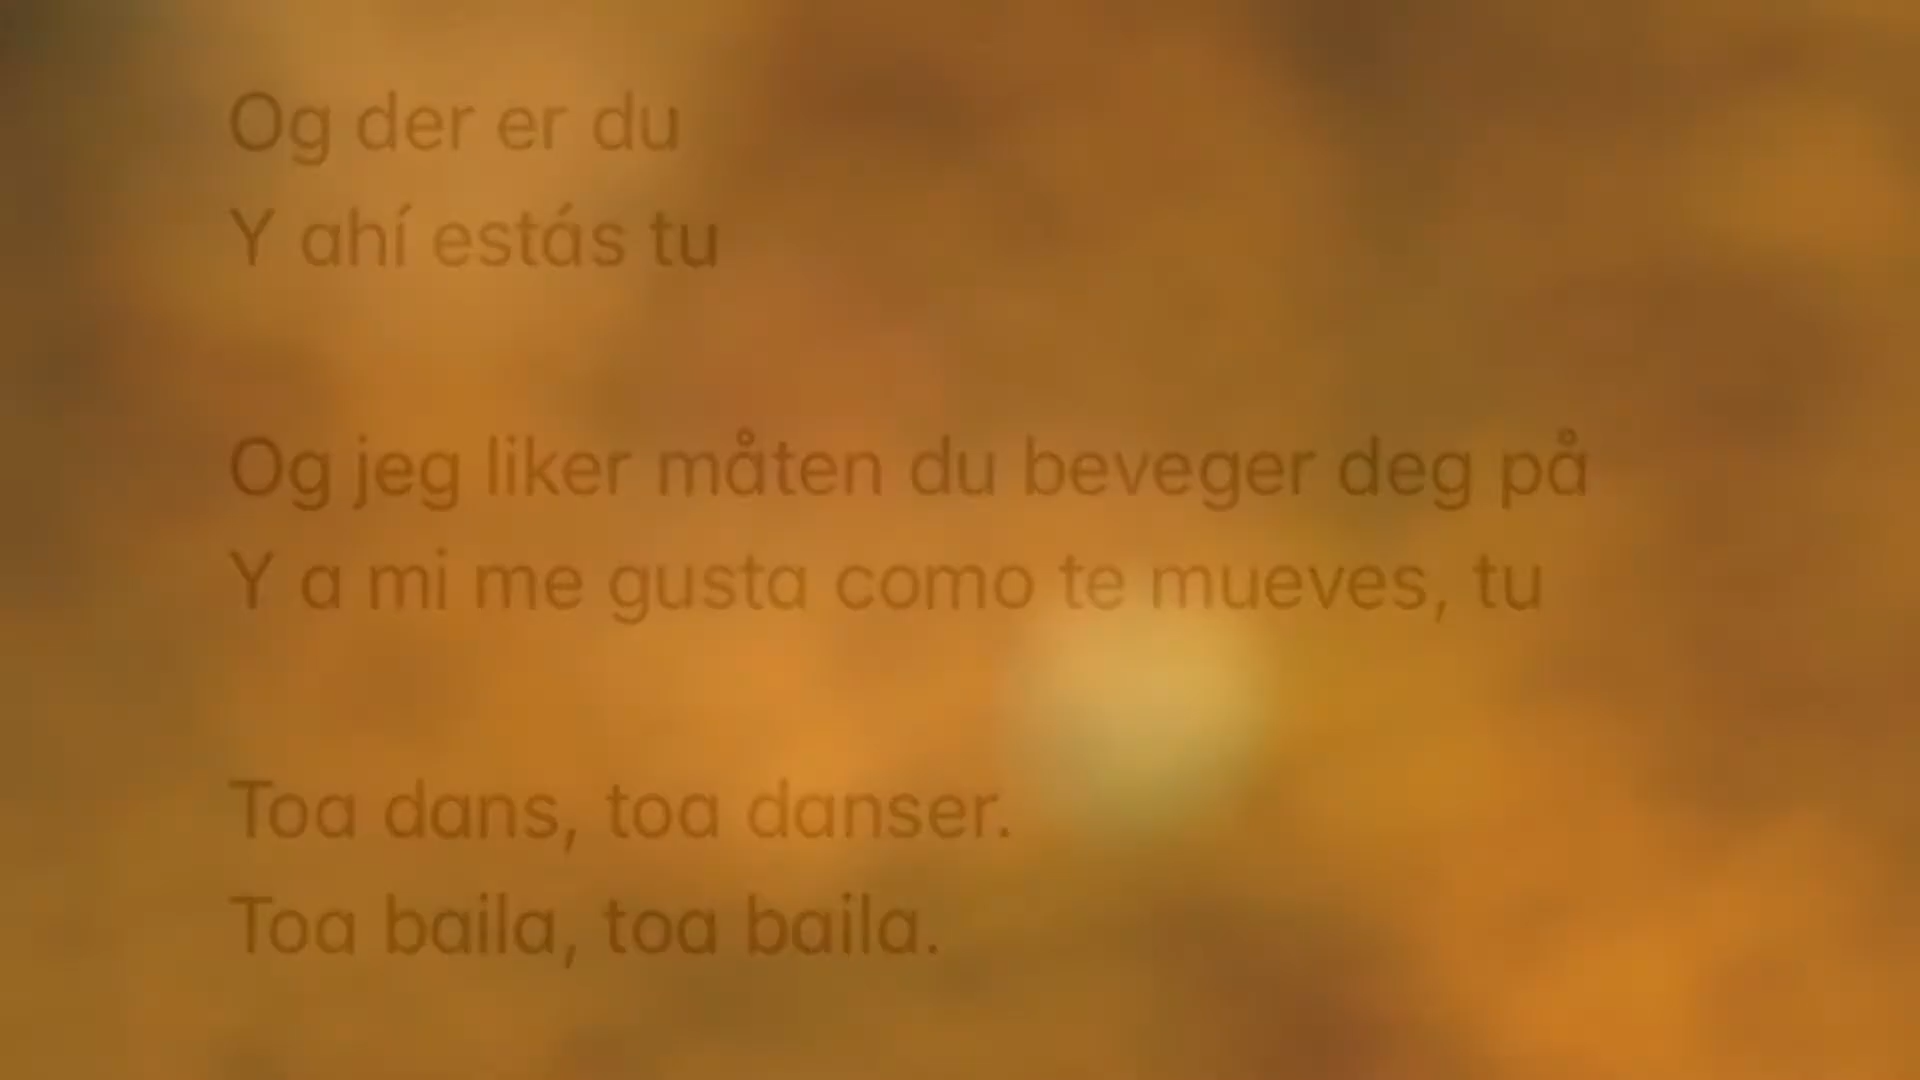 Og der er du
Y ahí estás tu
Og jeg liker måten du beveger deg på
Y a mi me gusta como te mueves, tu
Toa dans, toa danser.
Toa baila, toa baila.